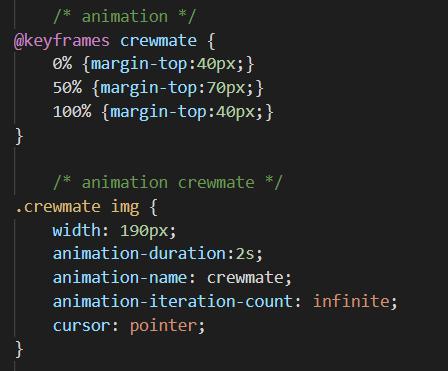 /* animation */
@keyframes crewmate {
0% {margin-top:40px;}
50% {margin-top:70px;}
100% {margin-top:40px;}
}
/* animation crewmate */
.crewmate img {
width: 190px;
animation-duration:2s;
animation-name: crewmate;
animation-iteration-count: infinite;
cursor: pointer;
}